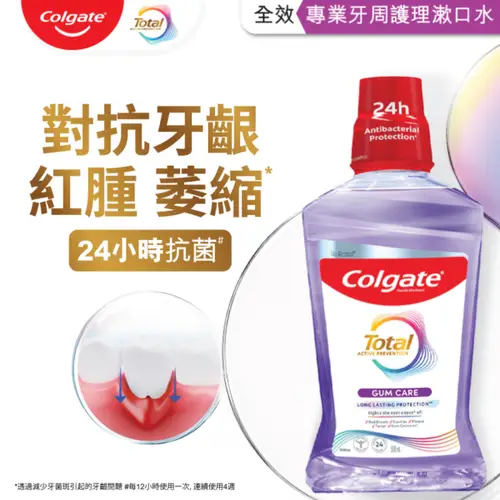 Colgate®
Total
ACTIVE PREVENTION
全效 專業牙周護理漱口水
對抗牙齦
紅腫 萎縮*
24小時抗菌#
24h
Antibacterial
Protection*
Colgate®
Total
ACTIVE PREVENTION
GUM CARE
LONG LASTING PROTECTION
24
*透過減少牙菌斑引起的牙齦問題 #每12小時使用一次, 連續使用4週